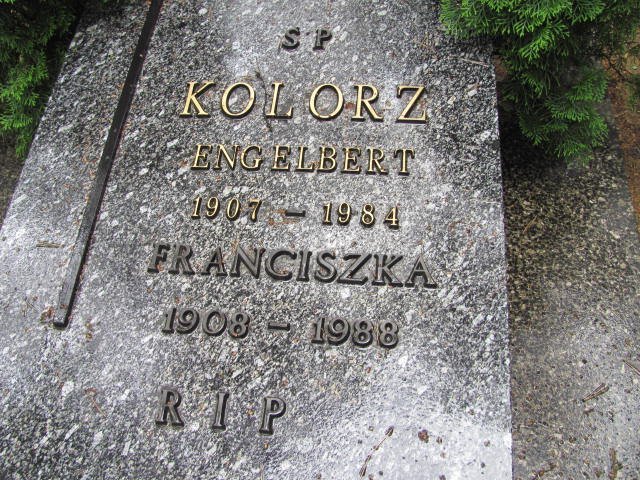 SP
KOLORZ
ENGELBERT
1907 – 1984
FRANCISZKA
1908 – 1988
RIP